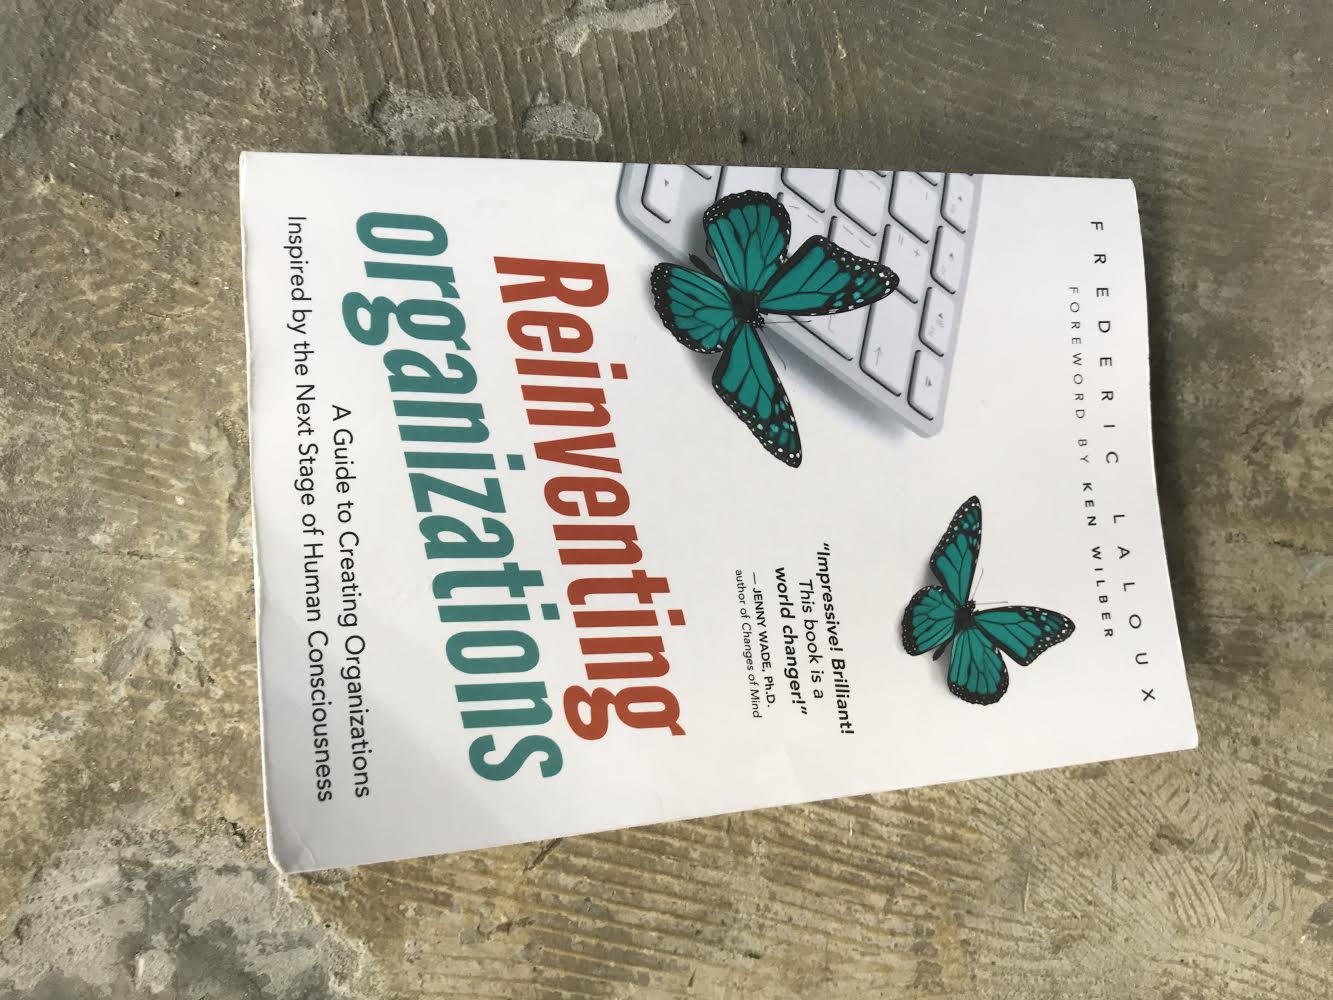 FREDERIC LALOUX
FOREWORD BY KEN WILBER
“Impressive! Brilliant!
This book is a
world changer!”
— JENNY WADE, Ph.D.
author of Changes of Mind
Reinventing
organizations
A Guide to Creating Organizations
Inspired by the Next Stage of Human Consciousness